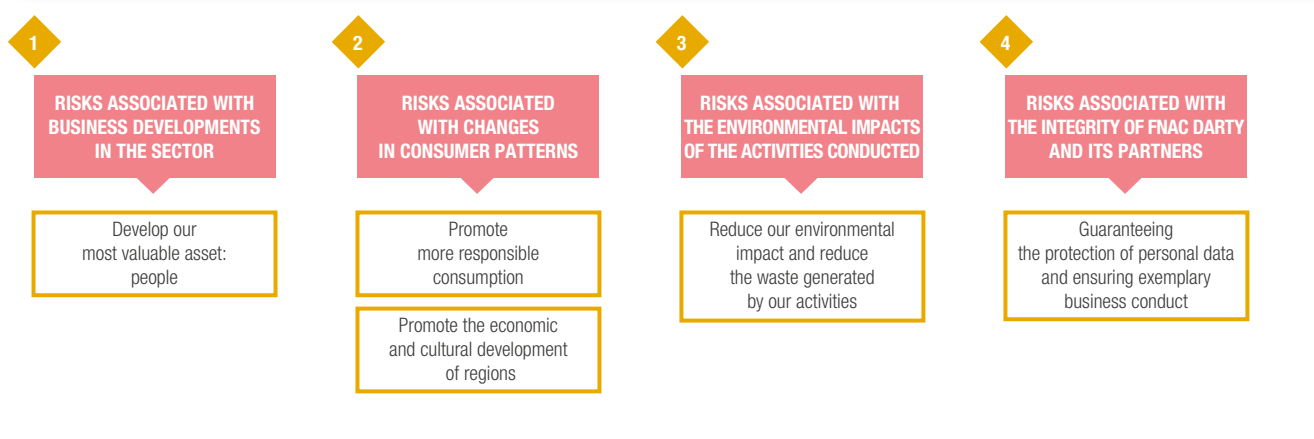 1
RISKS ASSOCIATED WITH
BUSINESS DEVELOPMENTS
IN THE SECTOR
Develop our
most valuable asset:
people
2
RISKS ASSOCIATED
WITH CHANGES
IN CONSUMER PATTERNS
Promote
more responsible
consumption
Promote the economic
and cultural development
of regions
3
RISKS ASSOCIATED WITH
THE ENVIRONMENTAL IMPACTS
OF THE ACTIVITIES CONDUCTED
Reduce our environmental
impact and reduce
the waste generated
by our activities
4
RISKS ASSOCIATED WITH
THE INTEGRITY OF FNAC DARTY
AND ITS PARTNERS
Guaranteeing
the protection of personal data
and ensuring exemplary
business conduct